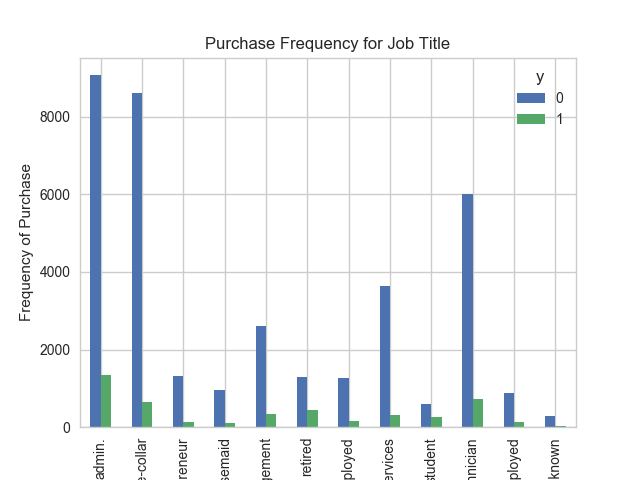 Purchase Frequency for Job Title
y
0
1
8000
6000
4000
2000
0
Frequency of Purchase
admin.
e-collar
reneur
semaid
gement
retired
ployed
ervices
student
hnician
ployed
known